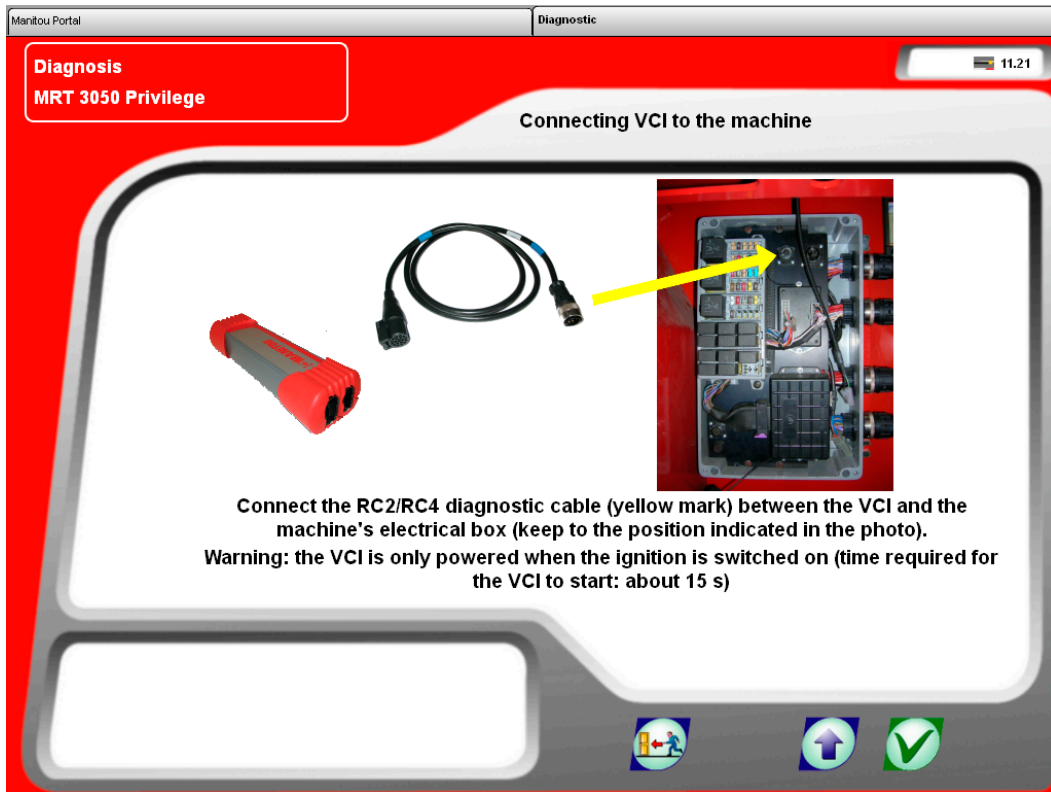 Manitou Portal
Diagnostic
Diagnosis
MRT 3050 Privilege
11.21
Connecting VCI to the machine
Connect the RC2/RC4 diagnostic cable (yellow mark) between the VCI and the
machine's electrical box (keep to the position indicated in the photo).
Warning: the VCI is only powered when the ignition is switched on (time required for
the VCI to start: about 15 s)